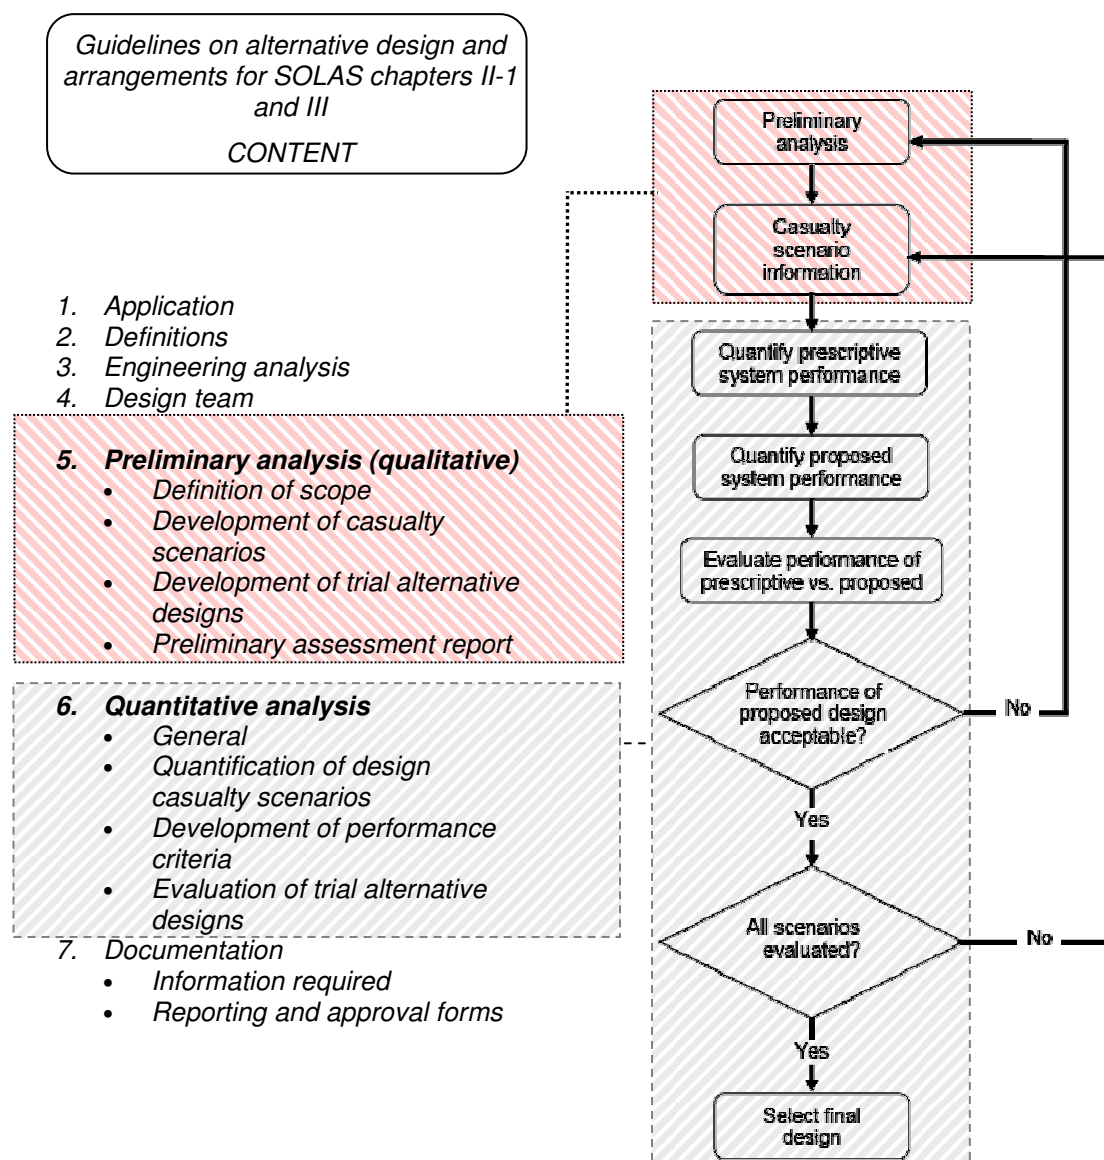 Guidelines on alternative design and
arrangements for SOLAS chapters II-1
and III
CONTENT
1. Application
2. Definitions
3. Engineering analysis
4. Design team
5. Preliminary analysis (qualitative)
• Definition of scope
• Development of casualty
scenarios
• Development of trial alternative
designs
• Preliminary assessment report
6. Quantitative analysis
• General
• Quantification of design
casualty scenarios
• Development of performance
criteria
• Evaluation of trial alternative
designs
7. Documentation
• Information required
• Reporting and approval forms
Preliminary
analysis
Casualty
scenario
information
Quantify prescriptive
system performance
Quantify proposed
system performance
Evaluate performance of
prescriptive vs. proposed
Performance of
proposed design
acceptable?
No
Yes
All scenarios
evaluated?
No
Yes
Select final
design